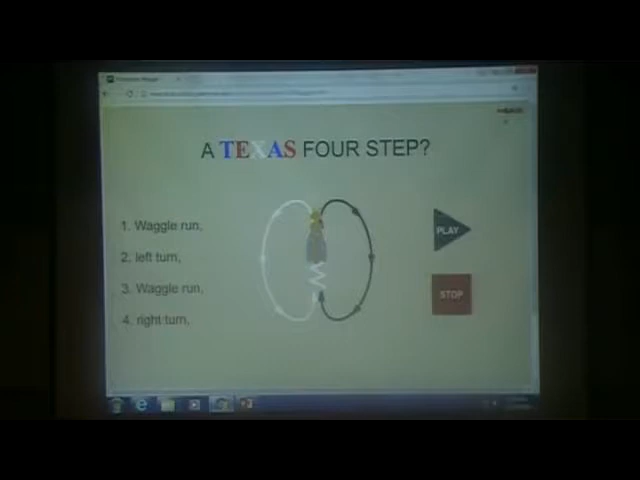 A TEXAS FOUR STEP?
1. Waggle run,
2. left turn,
3. Waggle run,
4. right turn,
PLAY
STOP